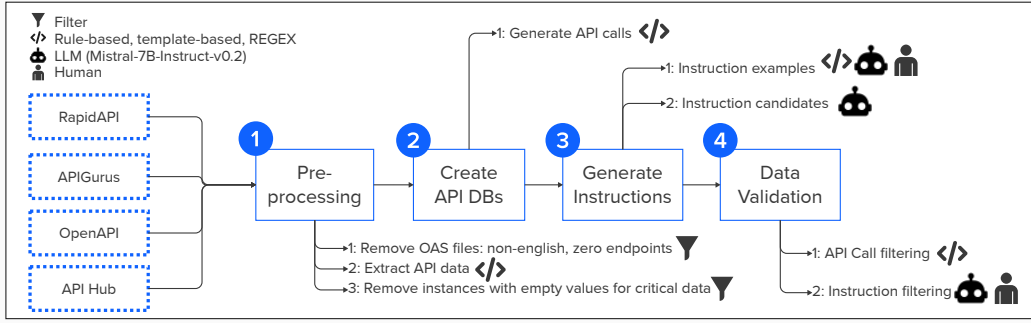 Filter
</> Rule-based, template-based, REGEX
LLM (Mistral-7B-Instruct-v0.2)
Human
RapidAPI
APIGurus
OpenAPI
API Hub
1
Pre-
processing
1: Remove OAS files: non-english, zero endpoints
2: Extract API data </>
3: Remove instances with empty values for critical data
2
Create
API DBs
1: Generate API calls </>
3
Generate
Instructions
1: Instruction examples </>
2: Instruction candidates
4
Data
Validation
1: API Call filtering </>
2: Instruction filtering